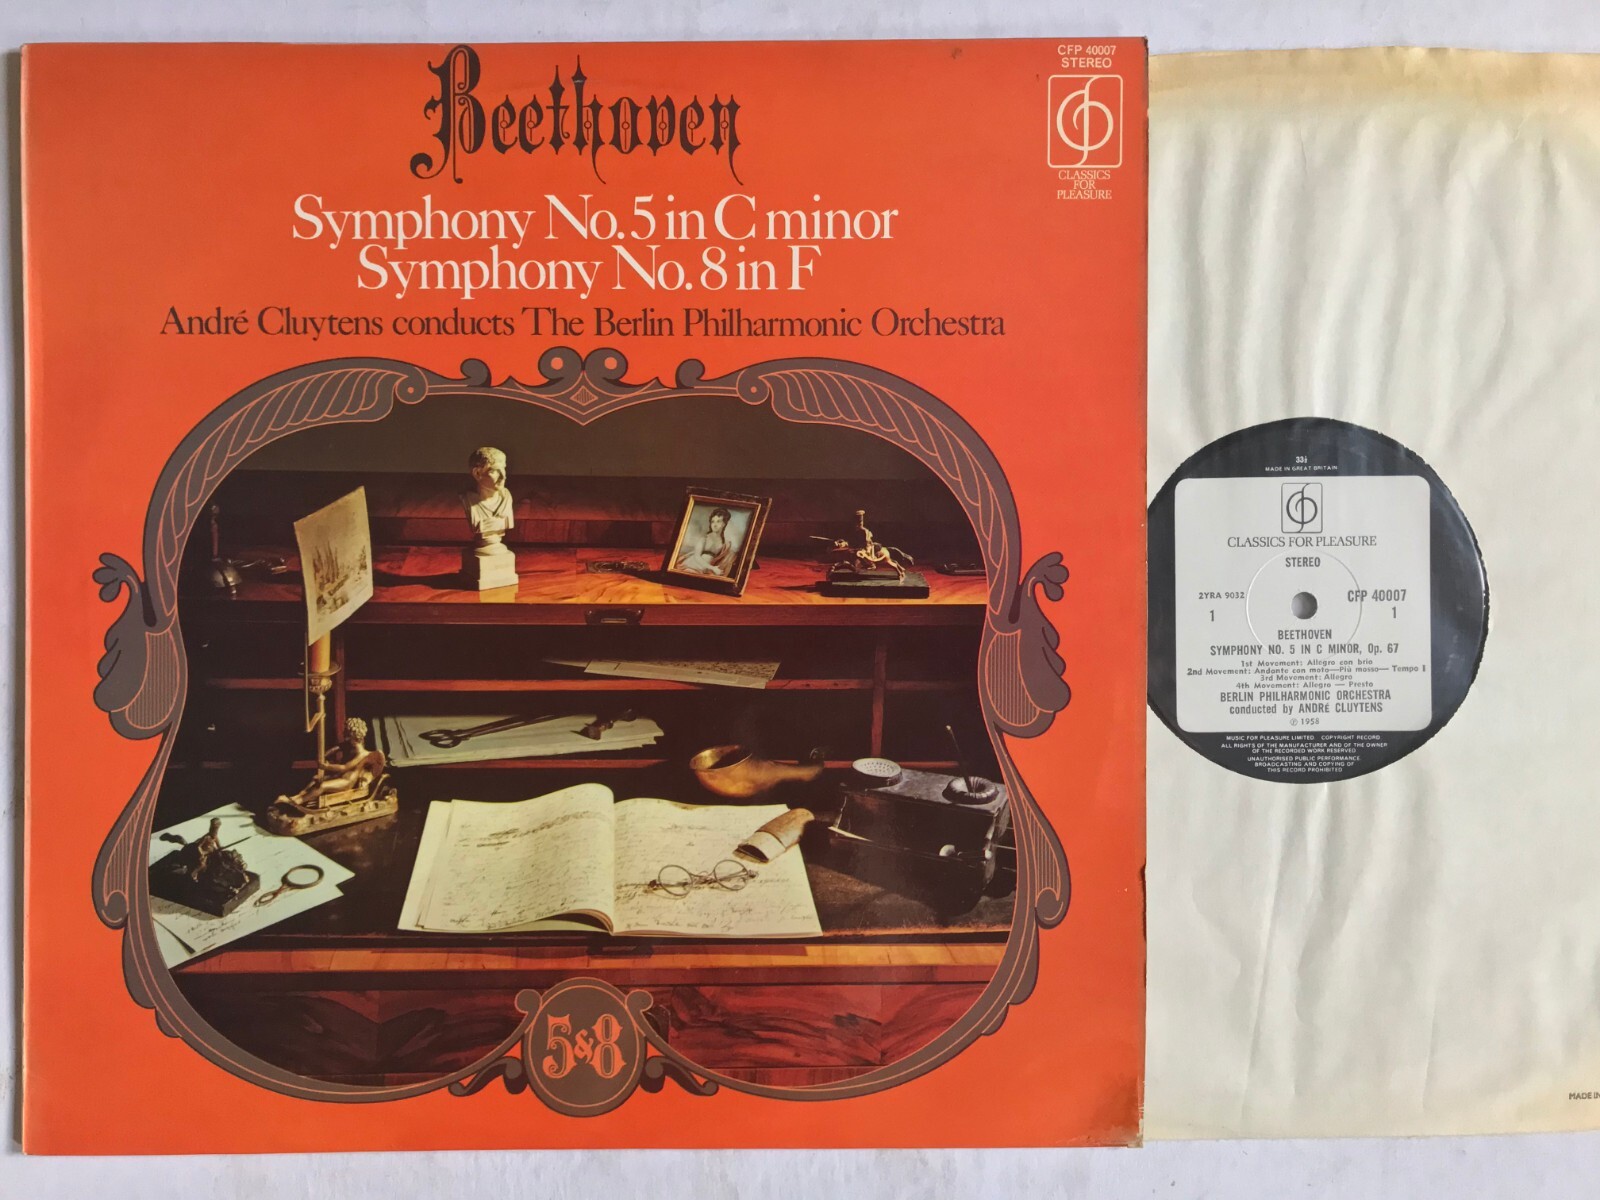 Beethoven
CFP 40007
STEREO
CLASSICS
FOR
PLEASURE
Symphony No. 5 in C minor
Symphony No. 8 in F
André Cluytens conducts The Berlin Philharmonic Orchestra
5&8
33⅓
MADE IN GREAT BRITAIN
CLASSICS FOR PLEASURE
STEREO
2YRA 9032
CFP 40007
1
1
BEETHOVEN
SYMPHONY NO. 5 IN C MINOR, Op. 67
1st Movement: Allegro con brio
2nd Movement: Andante con moto—Più mosso— Tempo I
3rd Movement: Allegro
4th Movement: Allegro — Presto
BERLIN PHILHARMONIC ORCHESTRA
conducted by ANDRÉ CLUYTENS
℗ 1958
MUSIC FOR PLEASURE LIMITED COPYRIGHT RECORD
ALL RIGHTS OF THE MANUFACTURER AND OF THE OWNER
OF THE RECORDED WORK RESERVED
UNAUTHORISED PUBLIC PERFORMANCE
BROADCASTING AND COPYING OF
THIS RECORD PROHIBITED
MADE IN